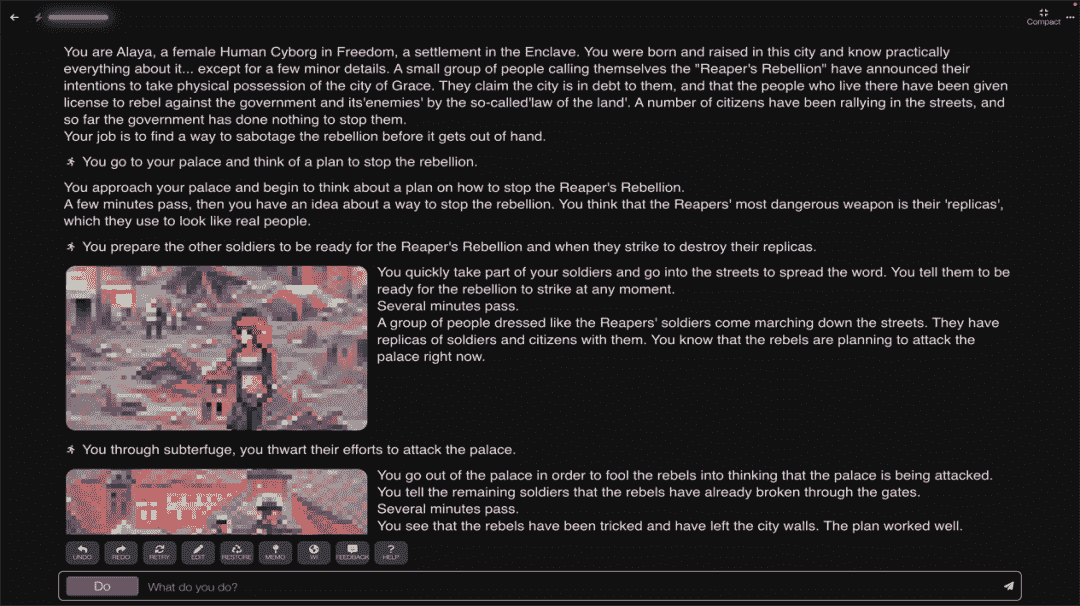 Compact
You are Alaya, a female Human Cyborg in Freedom, a settlement in the Enclave. You were born and raised in this city and know practically
everything about it... except for a few minor details. A small group of people calling themselves the "Reaper's Rebellion" have announced their
intentions to take physical possession of the city of Grace. They claim the city is in debt to them, and that the people who live there have been given
license to rebel against the government and its'enemies' by the so-called'law of the land'. A number of citizens have been rallying in the streets, and
so far the government has done nothing to stop them.
Your job is to find a way to sabotage the rebellion before it gets out of hand.
You go to your palace and think of a plan to stop the rebellion.
You approach your palace and begin to think about a plan on how to stop the Reaper's Rebellion.
A few minutes pass, then you have an idea about a way to stop the rebellion. You think that the Reapers' most dangerous weapon is their 'replicas',
which they use to look like real people.
You prepare the other soldiers to be ready for the Reaper's Rebellion and when they strike to destroy their replicas.
You quickly take part of your soldiers and go into the streets to spread the word. You tell them to be
ready for the rebellion to strike at any moment.
Several minutes pass.
A group of people dressed like the Reapers' soldiers come marching down the streets. They have
replicas of soldiers and citizens with them. You know that the rebels are planning to attack the
palace right now.
You through subterfuge, you thwart their efforts to attack the palace.
You go out of the palace in order to fool the rebels into thinking that the palace is being attacked.
You tell the remaining soldiers that the rebels have already broken through the gates.
Several minutes pass.
You see that the rebels have been tricked and have left the city walls. The plan worked well.
UNDO REDO RETRY EDIT RESTORE MEMO WI FEEDBACK HELP
Do What do you do?